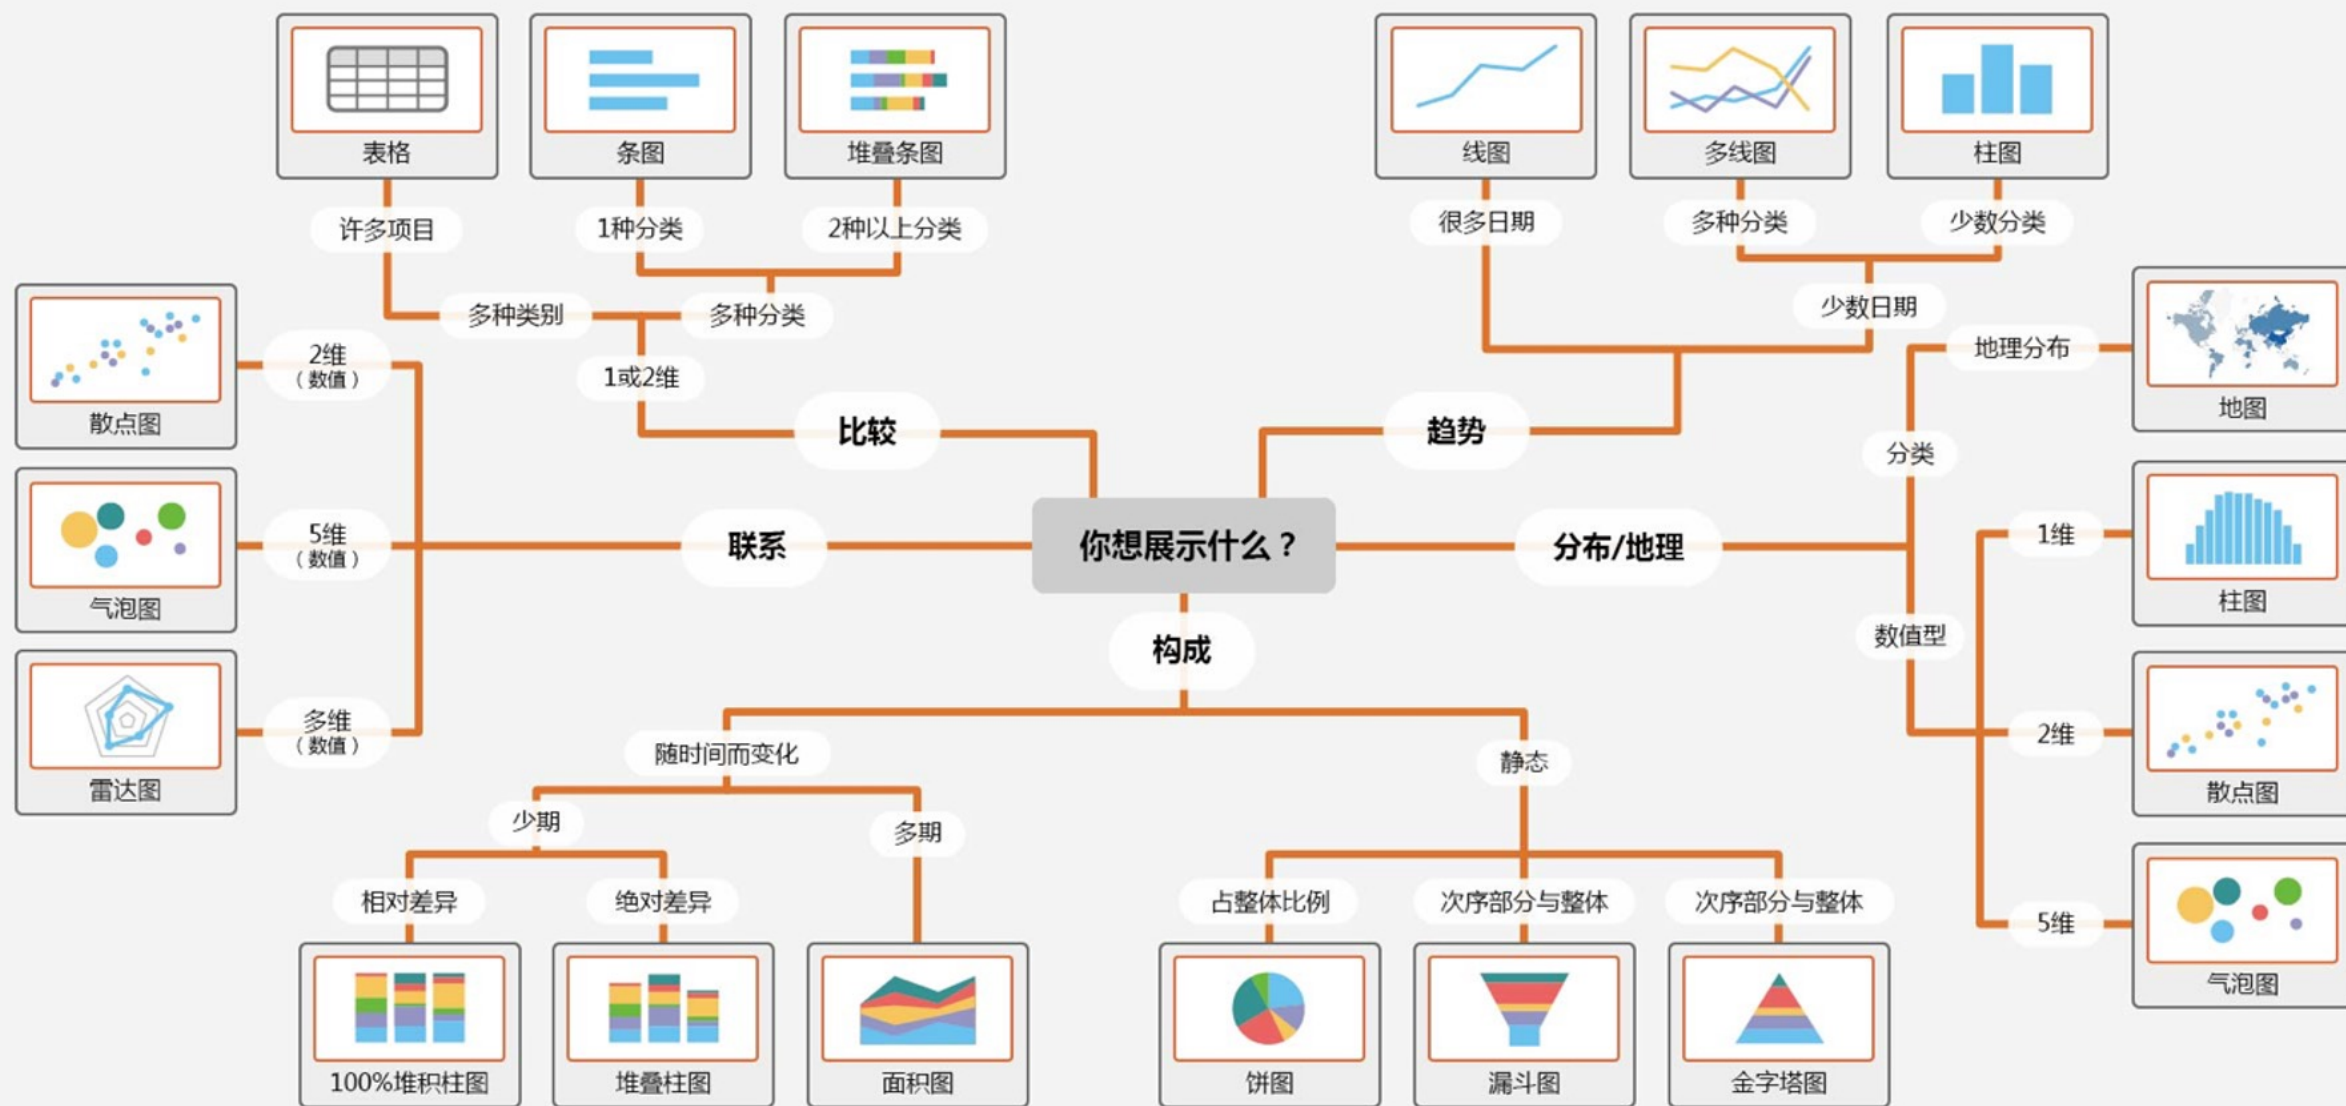 表格
条图
堆叠条图
线图
多线图
柱图
许多项目
1种分类
2种以上分类
很多日期
多种分类
少数分类
多种类别
多种分类
少数日期
1或2维
比较
趋势
地理分布
地图
分类
2维
（数值）
散点图
5维
（数值）
气泡图
多维
（数值）
雷达图
联系
你想展示什么？
分布/地理
数值型
1维
柱图
2维
散点图
5维
气泡图
构成
随时间而变化
静态
少期
多期
相对差异
绝对差异
占整体比例
次序部分与整体
次序部分与整体
100%堆积柱图
堆叠柱图
面积图
饼图
漏斗图
金字塔图